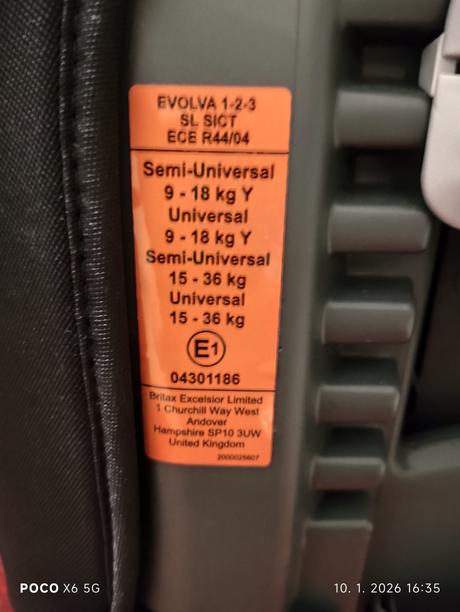 EVOLVA 1-2-3
SL SICT
ECE R44/04
Semi-Universal
9 - 18 kg Y
Universal
9 - 18 kg Y
Semi-Universal
15 - 36 kg
Universal
15 - 36 kg
E1
04301186
Britax Excelsior Limited
1 Churchill Way West
Andover
Hampshire SP10 3UW
United Kingdom
2000025607
POCO X6 5G
10. 1. 2026 16:35